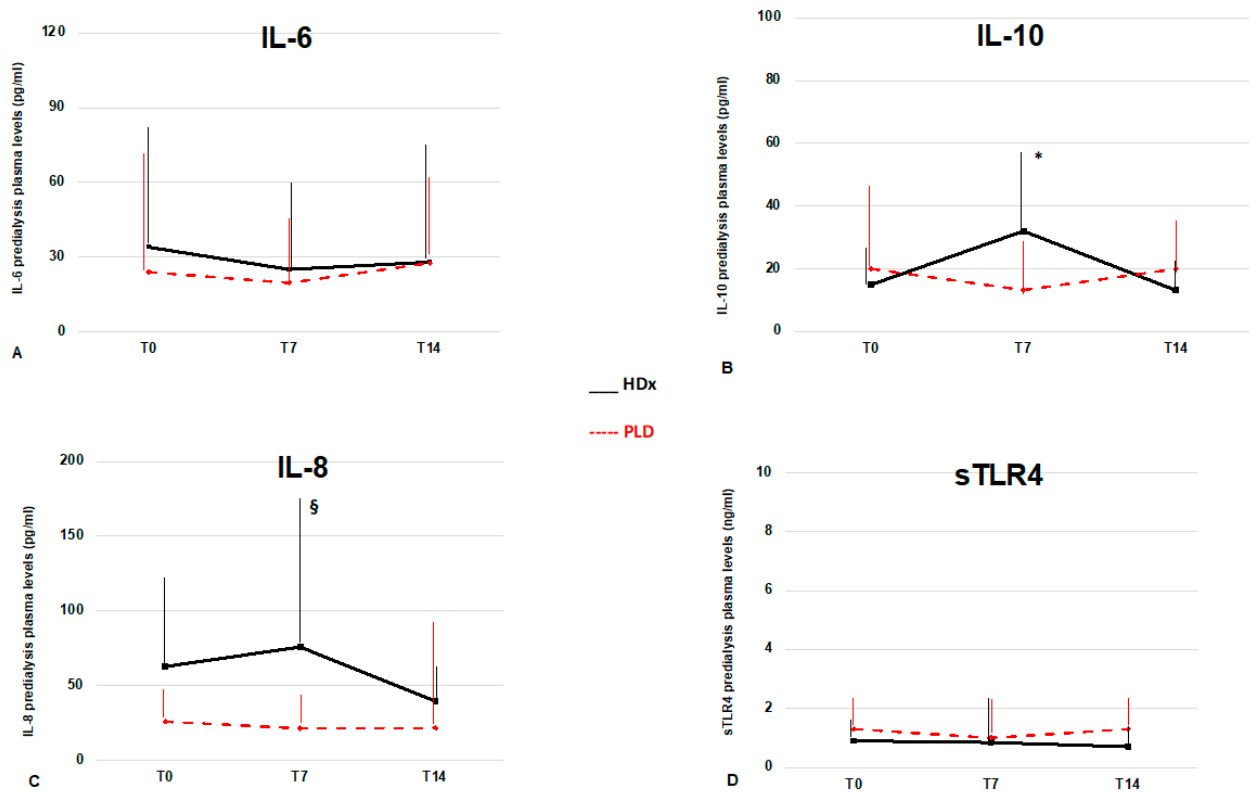 IL-6
IL-6 predialysis plasma levels (pg/ml)
120
90
60
30
0
T0
T7
T14
A
IL-10
IL-10 predialysis plasma levels (pg/ml)
100
80
60
40
20
0
*
T0
T7
T14
B
___ HDx
----- PLD
IL-8
IL-8 predialysis plasma levels (pg/ml)
200
150
100
50
0
§
T0
T7
T14
C
sTLR4
sTLR4 predialysis plasma levels (ng/ml)
10
8
6
4
2
0
T0
T7
T14
D